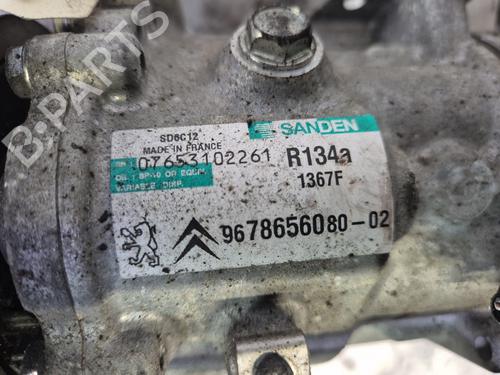 B-PARTS
SD6C12
MADE IN FRANCE
SANDEN
07653102261
R134a
OIL: SP-10 OR EQUIV.
VARIABLE DISP.
1367F
9678656080-02